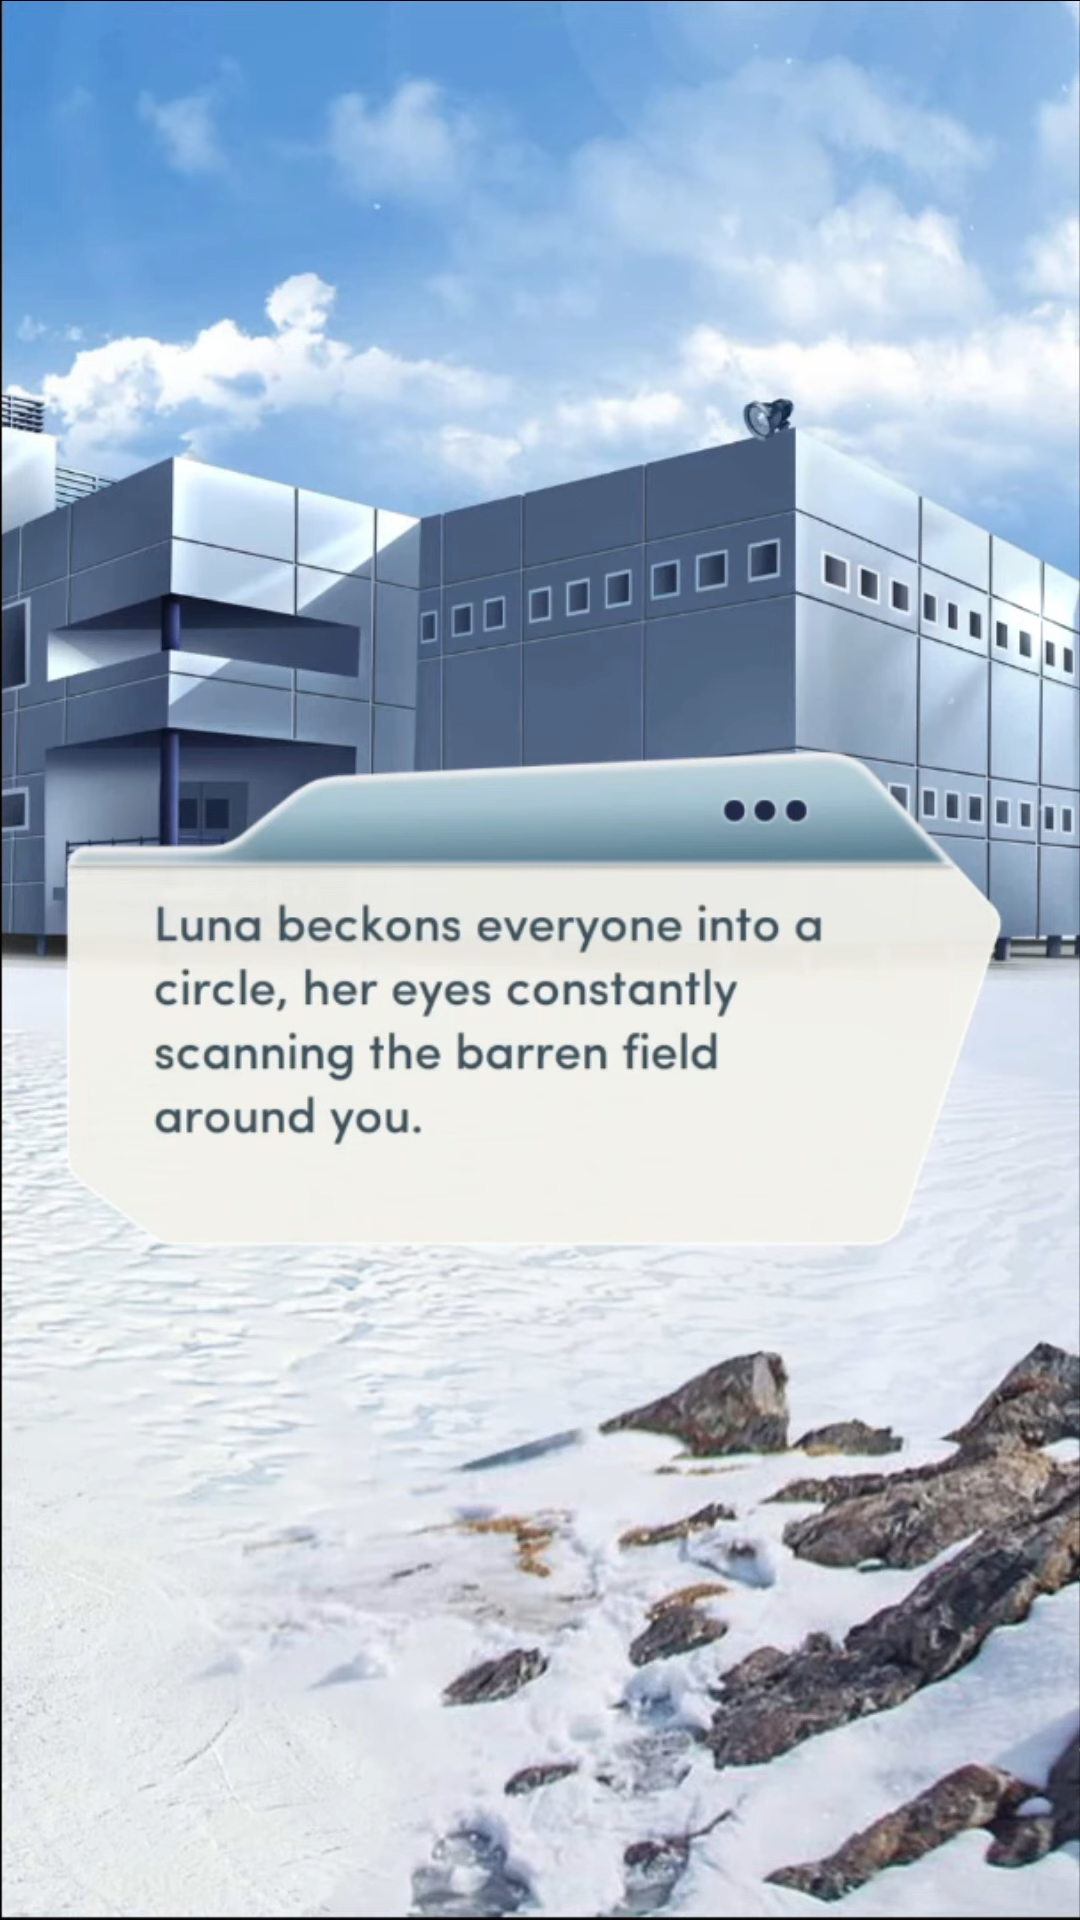 Luna beckons everyone into a
circle, her eyes constantly
scanning the barren field
around you.